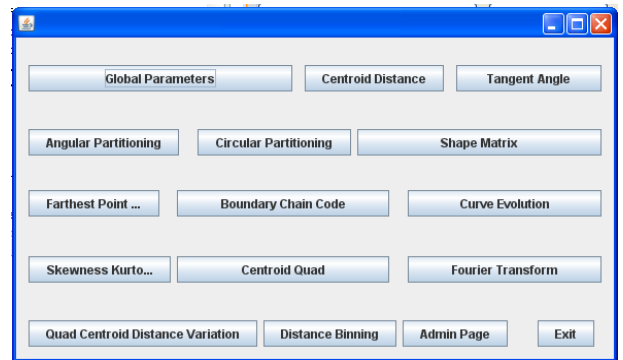 Global Parameters Centroid Distance Tangent Angle
Angular Partitioning Circular Partitioning Shape Matrix
Farthest Point ... Boundary Chain Code Curve Evolution
Skewness Kurto... Centroid Quad Fourier Transform
Quad Centroid Distance Variation Distance Binning Admin Page Exit